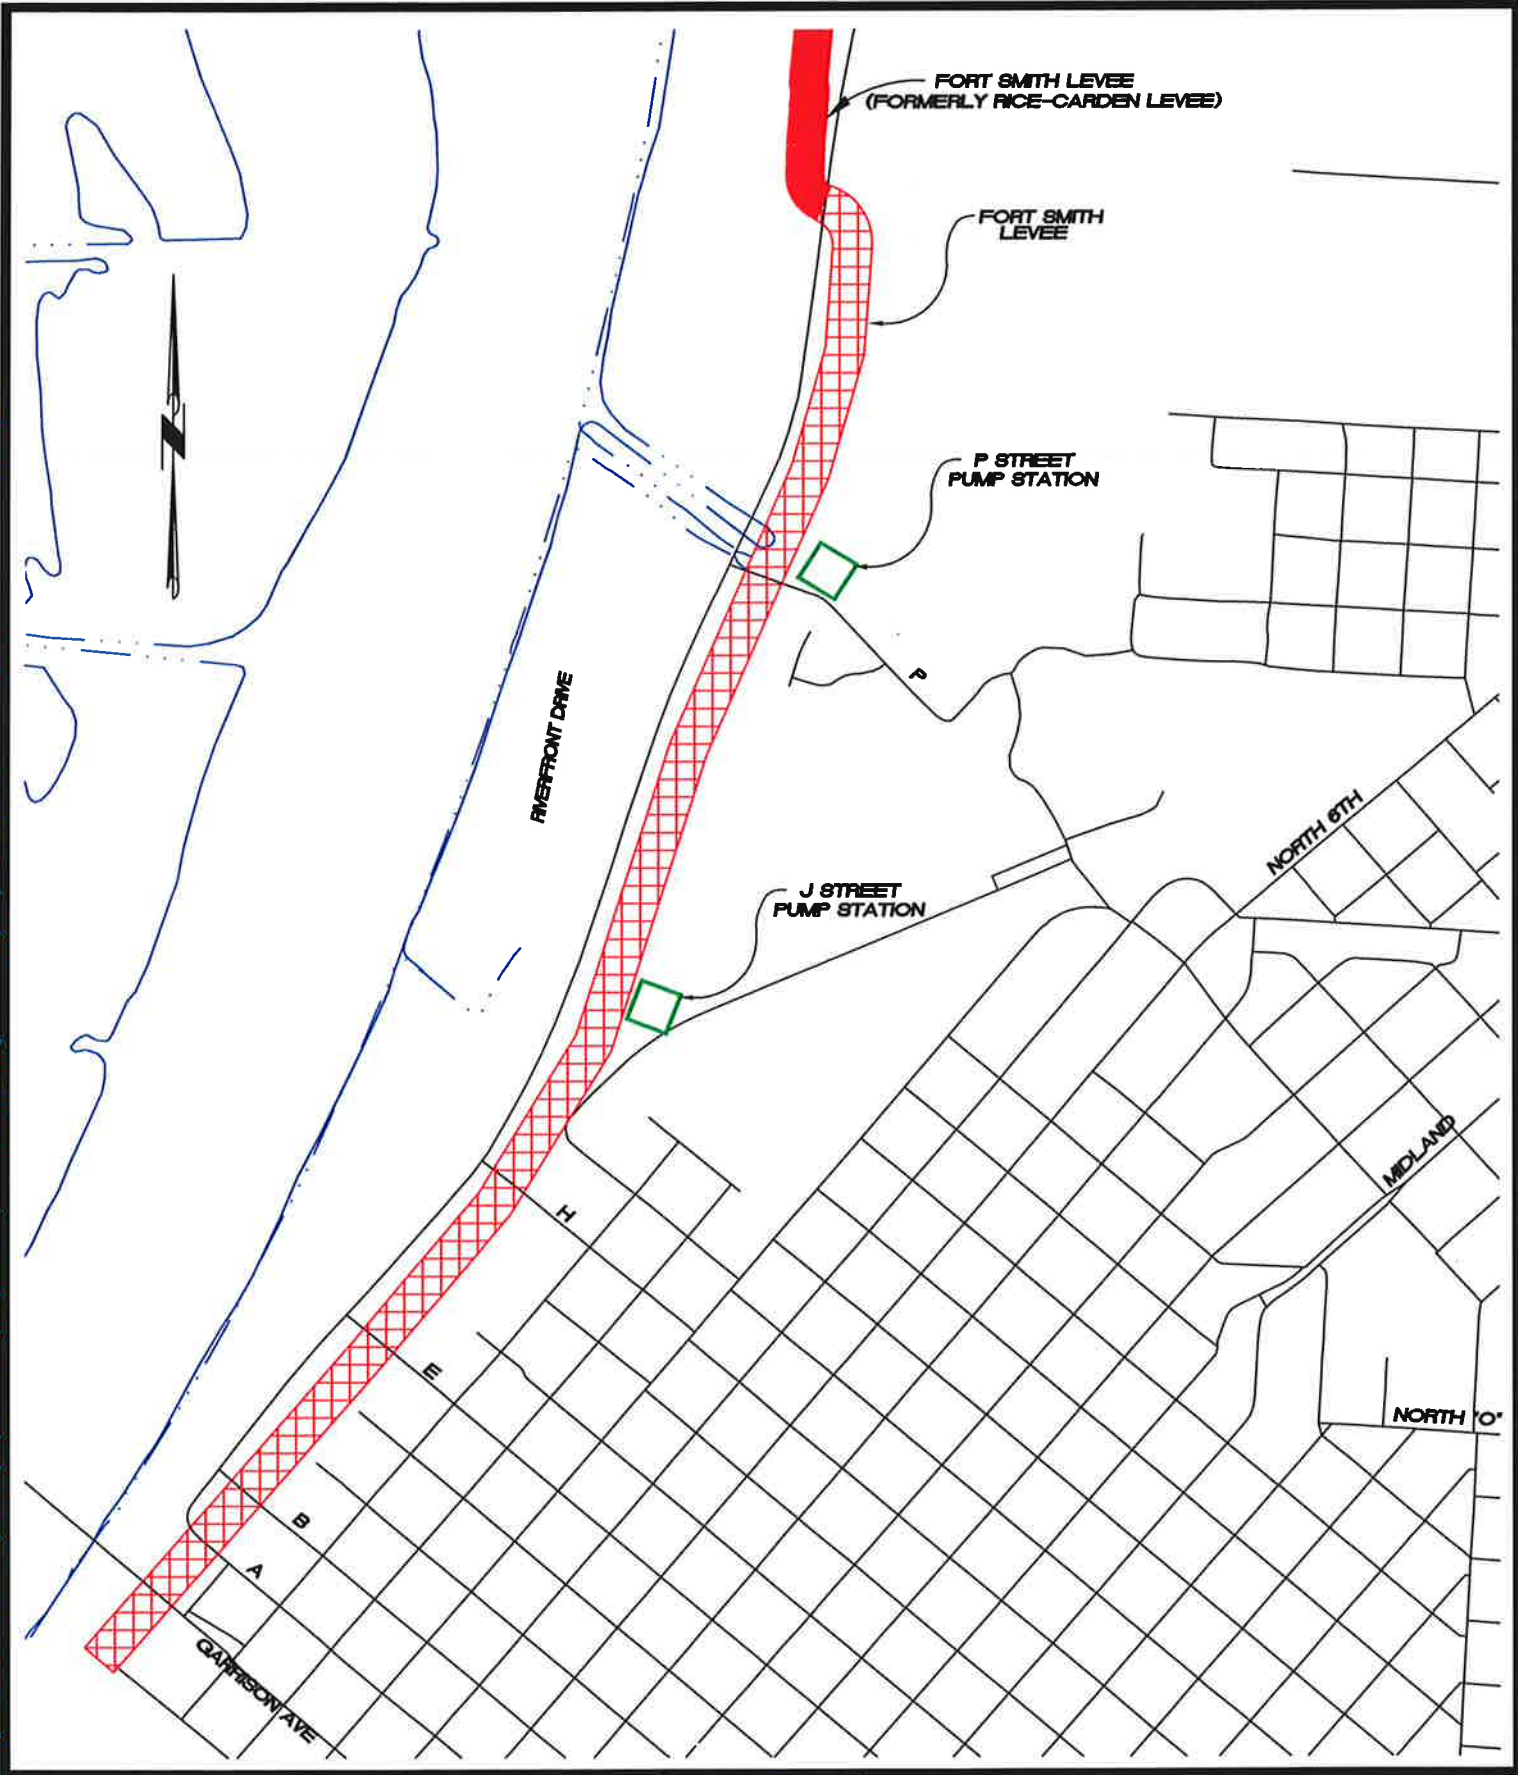 FORT SMITH LEVEE
(FORMERLY RICE-CARDEN LEVEE)
FORT SMITH
LEVEE
N
P STREET
PUMP STATION
P
RIVERFRONT DRIVE
NORTH 6TH
J STREET
PUMP STATION
MIDLAND
H
E
NORTH "O"
B
A
GARRISON AVE